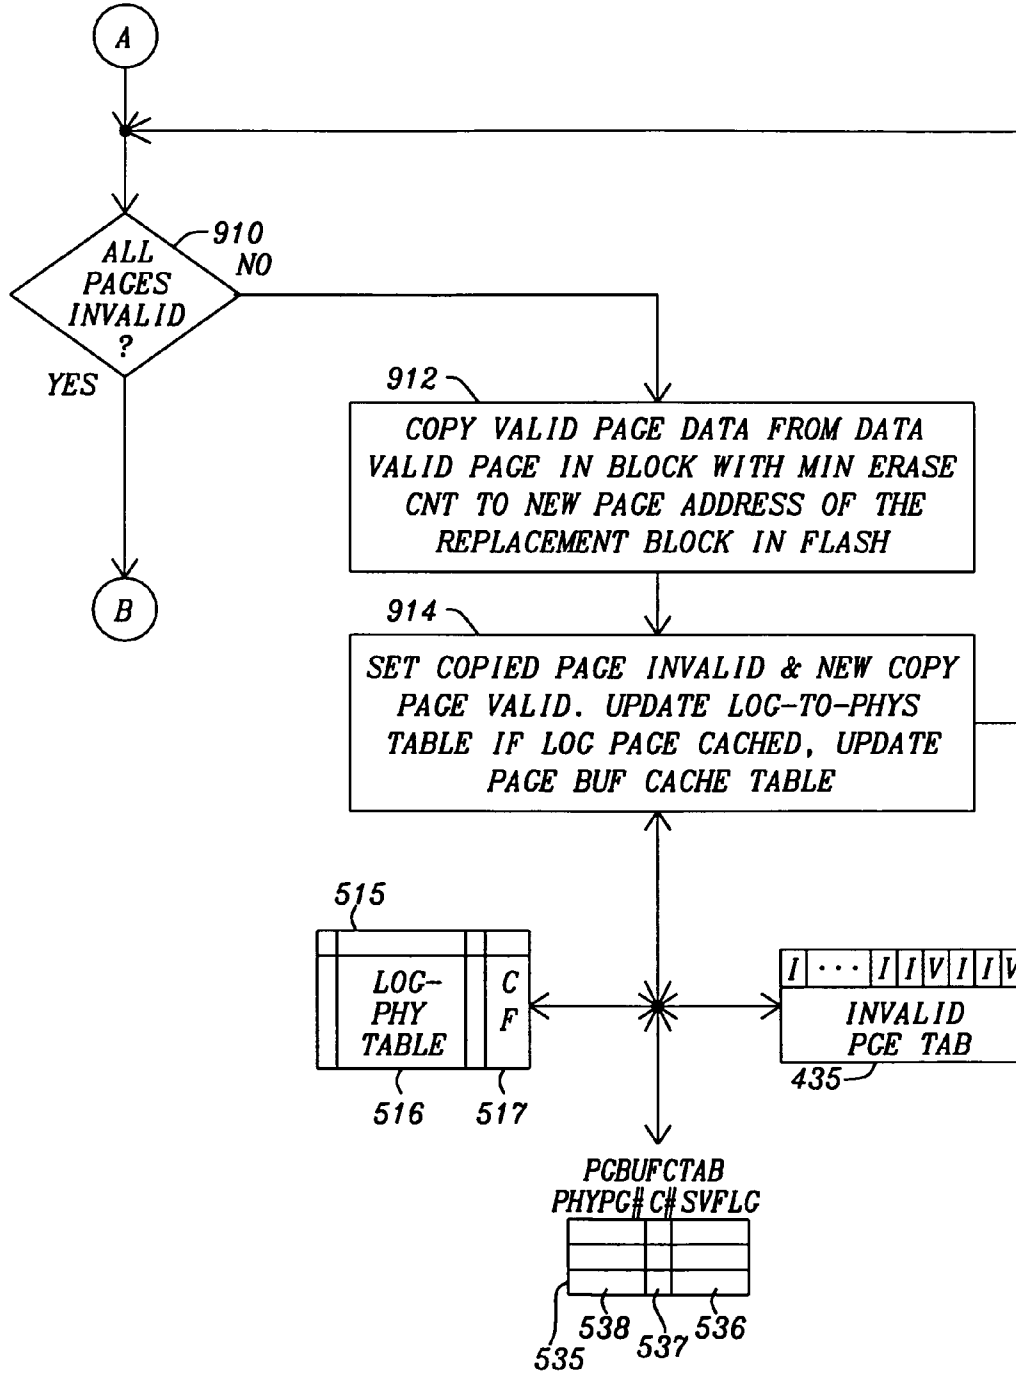 A
910
ALL
PAGES
INVALID
?
NO
YES
B
912
COPY VALID PAGE DATA FROM DATA
VALID PAGE IN BLOCK WITH MIN ERASE
CNT TO NEW PAGE ADDRESS OF THE
REPLACEMENT BLOCK IN FLASH
914
SET COPIED PAGE INVALID & NEW COPY
PAGE VALID. UPDATE LOG-TO-PHYS
TABLE IF LOG PAGE CACHED, UPDATE
PAGE BUF CACHE TABLE
515
LOG-
PHY
TABLE
C
F
516
517
I ··· I I V I I V
INVALID
PGE TAB
435
PGBUFCTAB
PHYPG# C# SVFLG
538
537
536
535